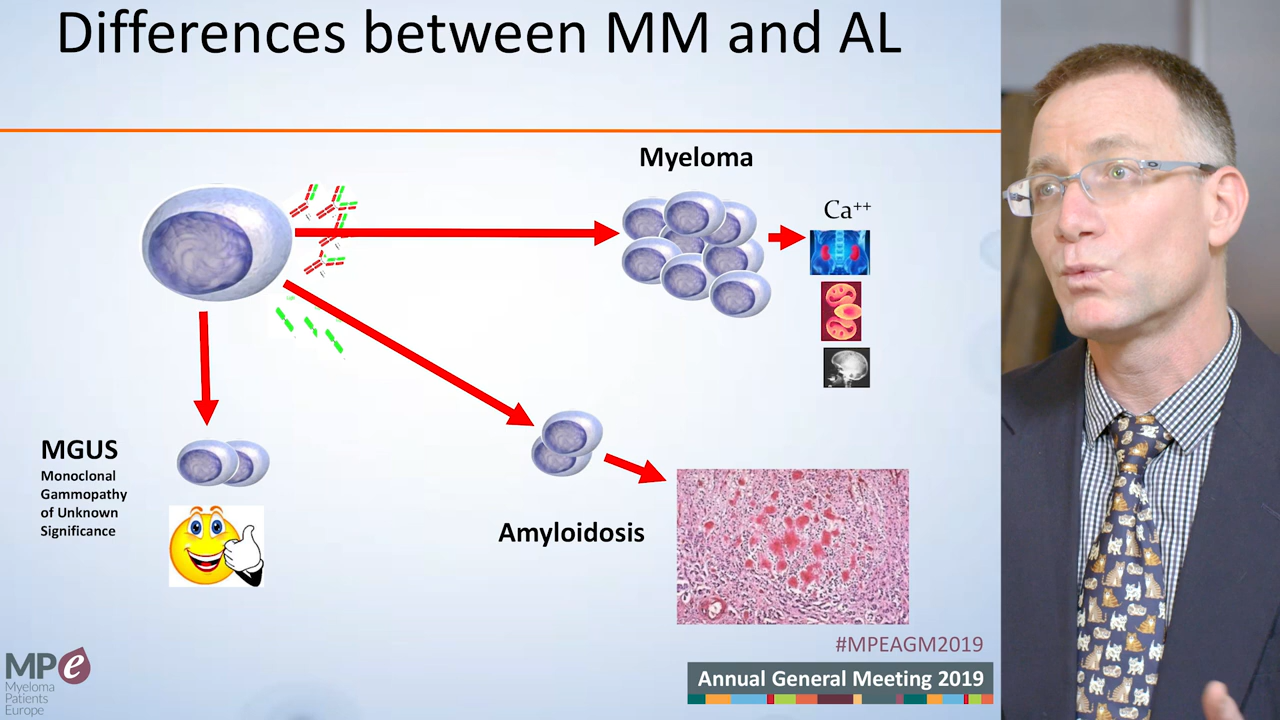 Differences between MM and AL
Myeloma
Ca⁺⁺
MGUS
Monoclonal
Gammopathy
of Unknown
Significance
Amyloidosis
#MPEAGM2019
Annual General Meeting 2019
MPe
Myeloma
Patients
Europe